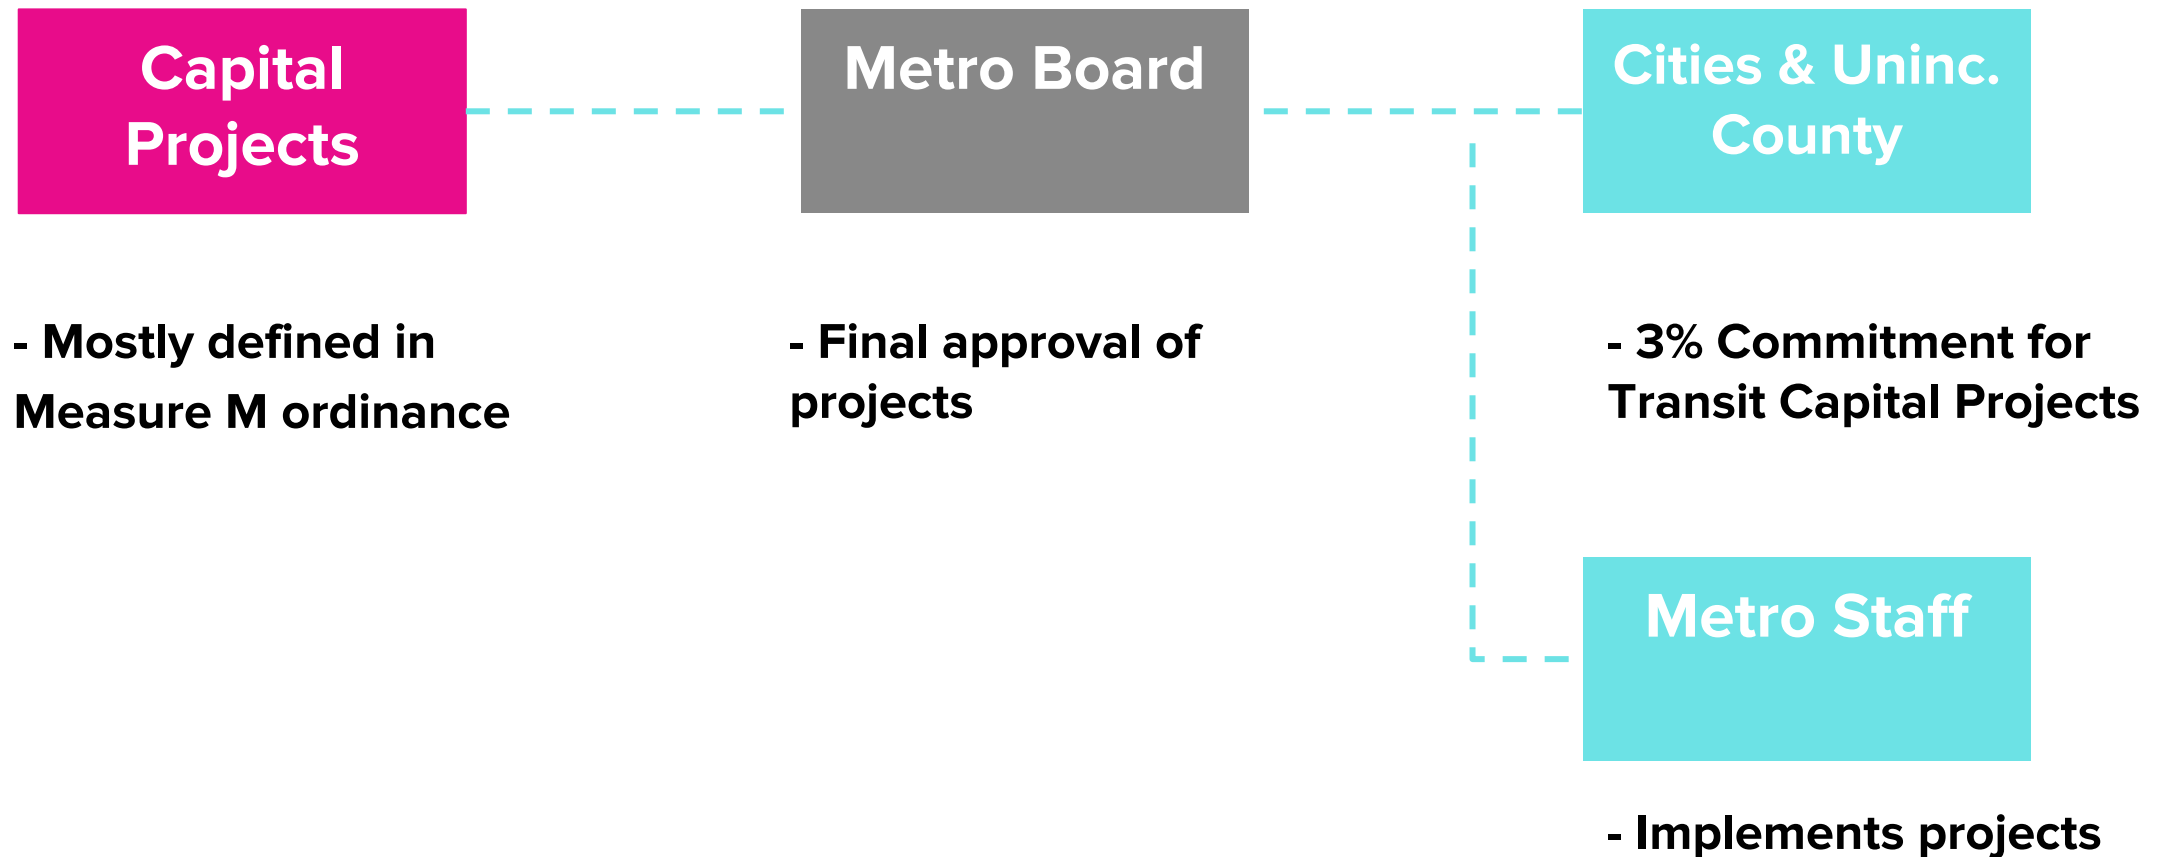 Capital
Projects
Metro Board
Cities & Uninc.
County
- Mostly defined in
Measure M ordinance
- Final approval of
projects
- 3% Commitment for
Transit Capital Projects
Metro Staff
- Implements projects